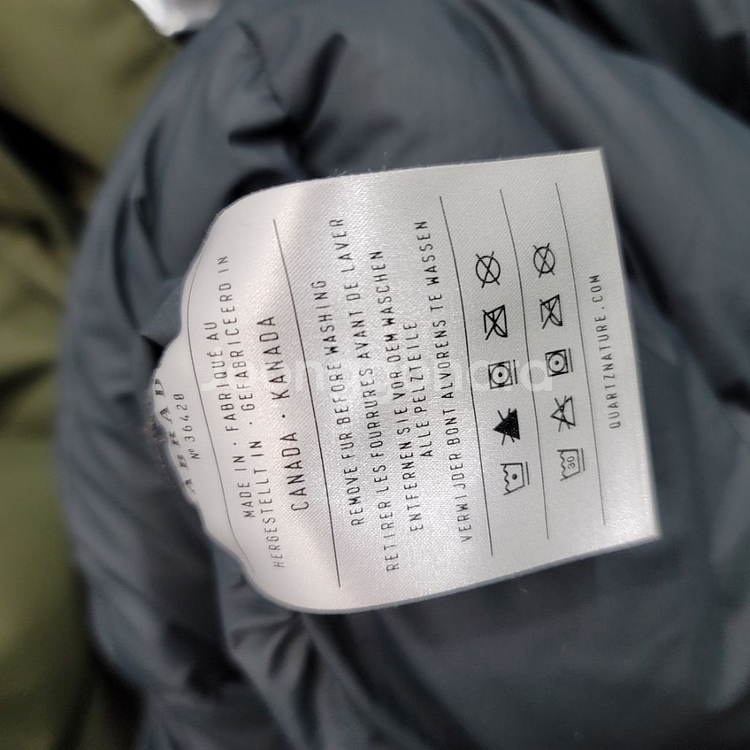 Nº 36420
MADE IN · FABRIQUÉ AU
HERGESTELLT IN · GEFABRICEERD IN
CANADA · KANADA
REMOVE FUR BEFORE WASHING
RETIRER LES FOURRURES AVANT DE LAVER
ENTFERNEN SIE VOR DEM WASCHEN
ALLE PELZTEILE
VERWIJDER BONT ALVORENS TE WASSEN
30
QUARTZNATURE.COM